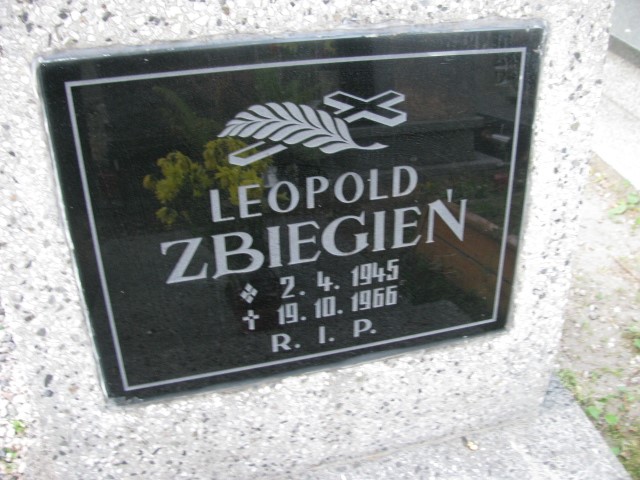 LEOPOLD
ZBIEGIEŃ
2. 4. 1945
✝ 19. 10. 1966
R. I. P.